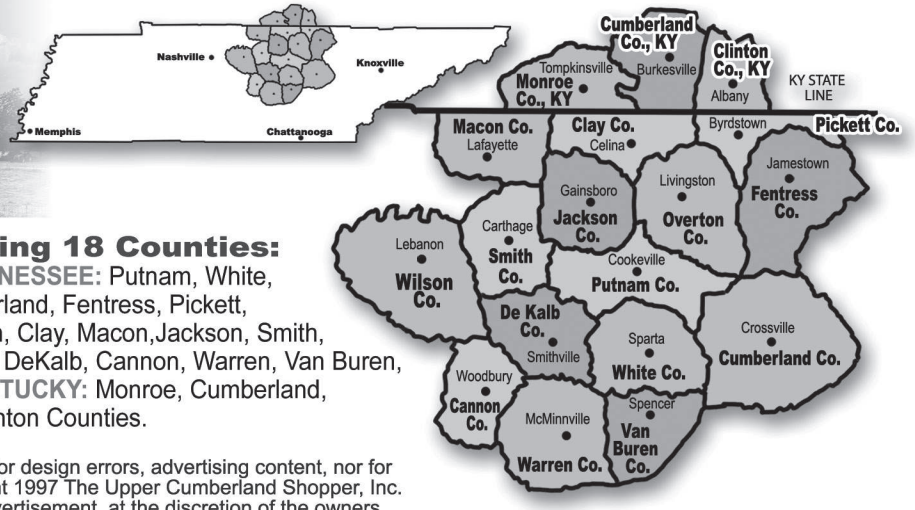 Nashville
Knoxville
Memphis
Chattanooga
Cumberland
Co., KY
Burkesville
Clinton
Co., KY
Albany
Tompkinsville
Monroe
Co., KY
KY STATE
LINE
Macon Co.
Lafayette
Clay Co.
Celina
Byrdstown
Pickett Co.
Jamestown
Fentress
Co.
Gainsboro
Jackson
Co.
Livingston
Overton
Co.
Lebanon
Wilson
Co.
Carthage
Smith
Co.
Cookeville
Putnam Co.
De Kalb
Co.
Smithville
Sparta
White Co.
Crossville
Cumberland Co.
Woodbury
Cannon
Co.
McMinnville
Warren Co.
Spencer
Van
Buren
Co.
ing 18 Counties:
NESSEE: Putnam, White,
erland, Fentress, Pickett,
n, Clay, Macon,Jackson, Smith,
DeKalb, Cannon, Warren, Van Buren,
TUCKY: Monroe, Cumberland,
nton Counties.
or design errors, advertising content, nor for
nt 1997 The Upper Cumberland Shopper, Inc.
vertisement, at the discretion of the owners